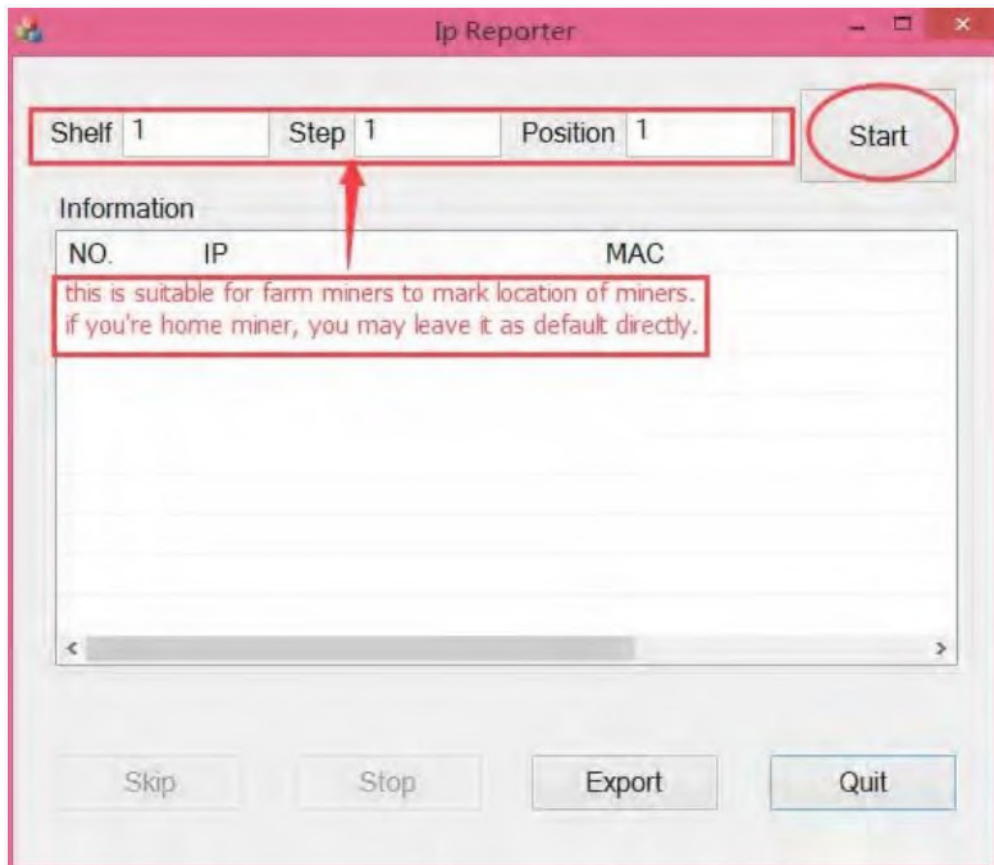 Ip Reporter
Shelf 1 Step 1 Position 1 Start
Information
NO. IP MAC
this is suitable for farm miners to mark location of miners.
if you're home miner, you may leave it as default directly.
Skip Stop Export Quit